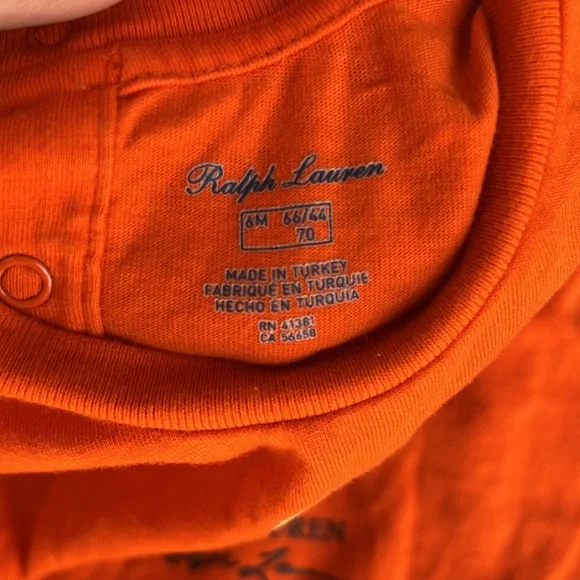 Ralph Lauren
6M 66/44
70
MADE IN TURKEY
FABRIQUÉ EN TURQUIE
HECHO EN TURQUÍA
RN 41381
CA 56658